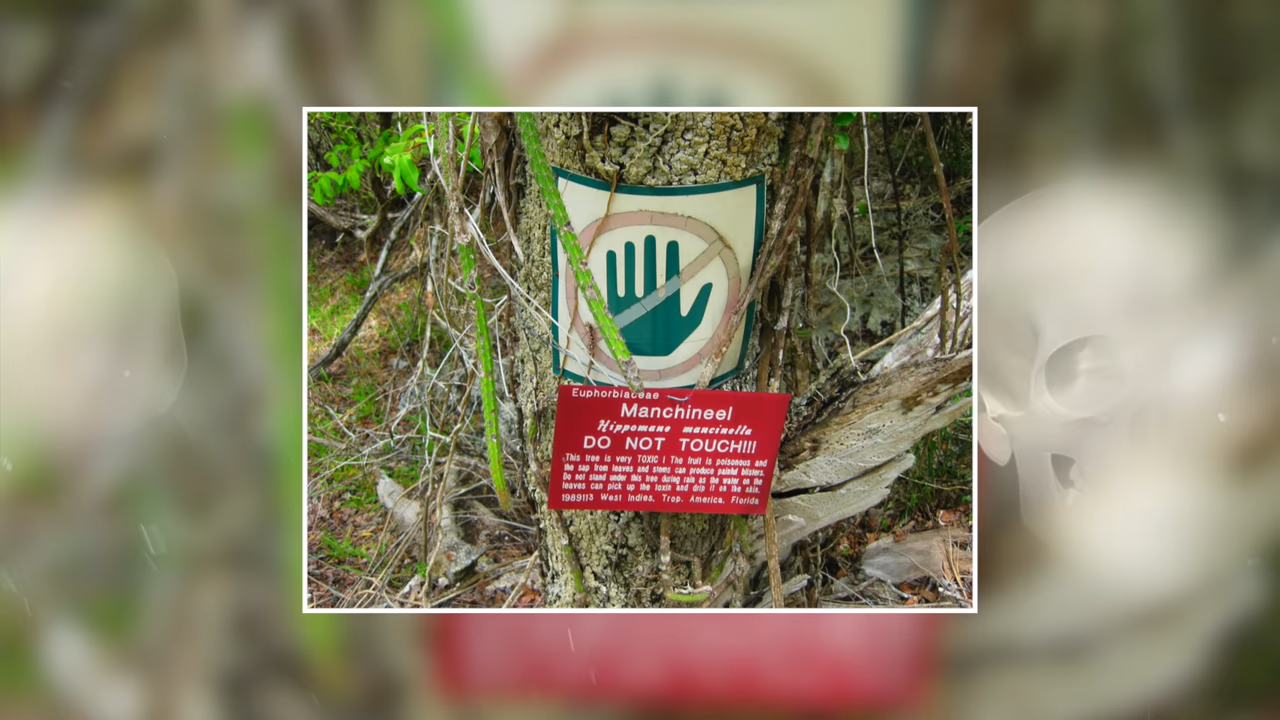 Euphorbiaceae
Manchineel
Hippomane mancinella
DO NOT TOUCH!!!
This tree is very TOXIC ! The fruit is poisonous and
the sap from leaves and stems can produce painful blisters.
Do not stand under this tree during rain as the water on the
leaves can pick up the toxin and drip it on the skin.
1989113 West Indies, Trop. America, Florida